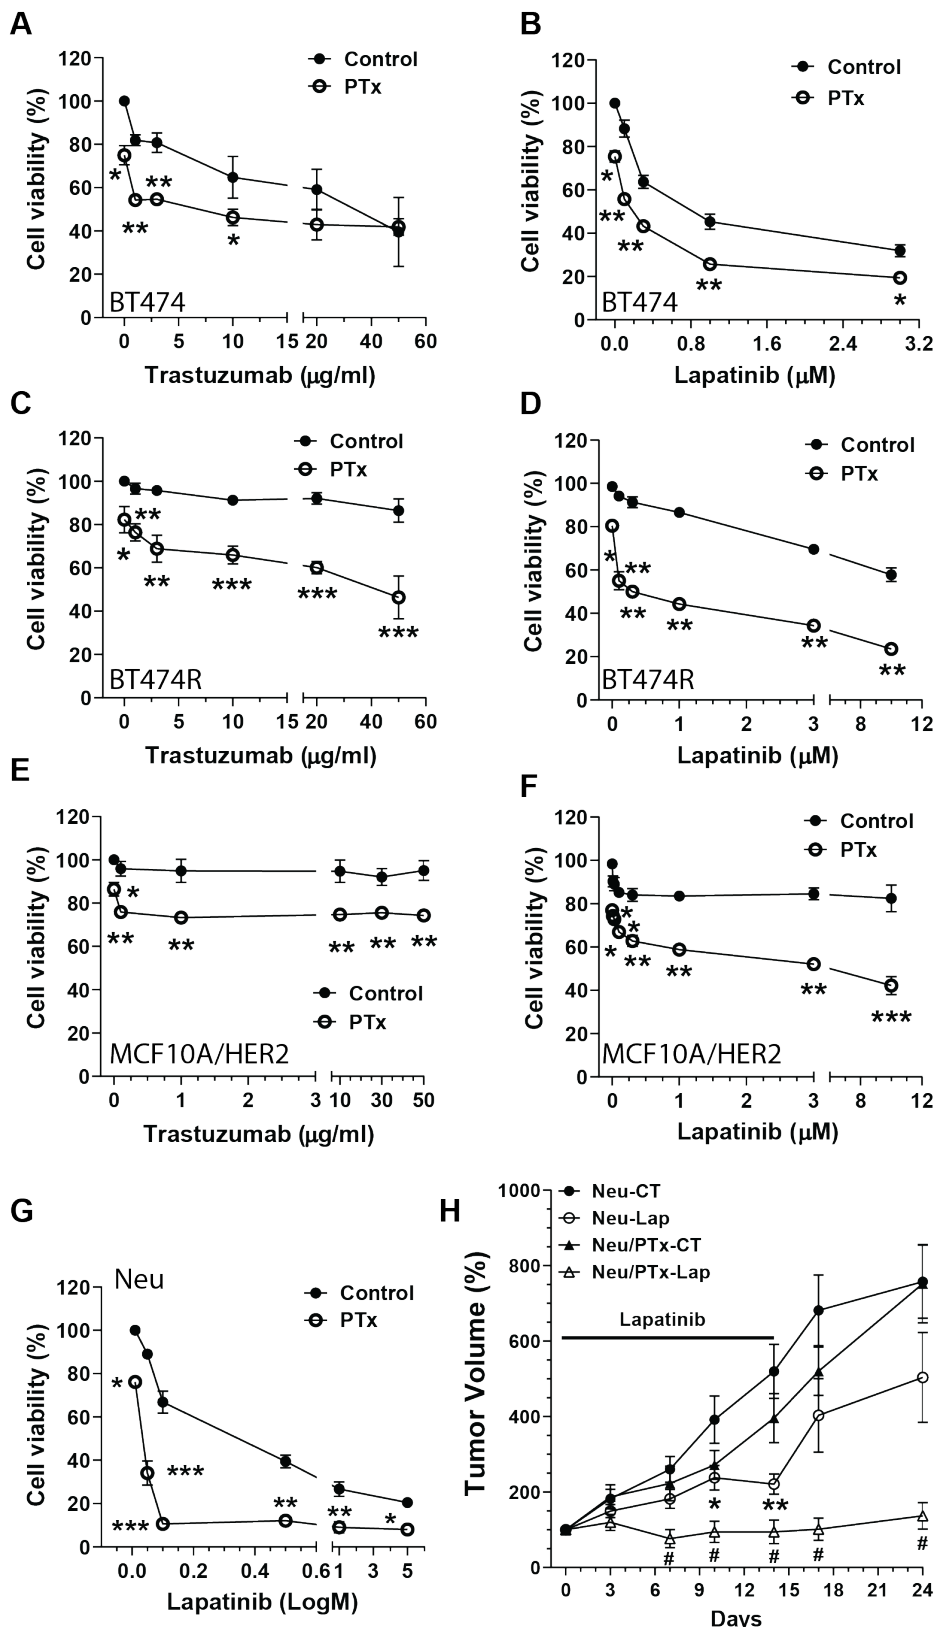 A
Control
PTx
Cell viability (%)
120
100
80
60
40
20
0
*
**
**
*
BT474
0 5 10 15 20 40 60
Trastuzumab (µg/ml)
B
Control
PTx
Cell viability (%)
120
100
80
60
40
20
0
*
**
**
**
*
BT474
0.0 0.8 1.6 2.4 3.2
Lapatinib (µM)
C
Control
PTx
Cell viability (%)
120
100
80
60
40
20
0
**
*
**
***
***
***
BT474R
0 5 10 15 20 40 60
Trastuzumab (µg/ml)
D
Control
PTx
Cell viability (%)
120
100
80
60
40
20
0
*
**
**
**
**
**
BT474R
0 1 2 3 8 12
Lapatinib (µM)
E
Cell viability (%)
120
100
80
60
40
20
0
*
**
**
**
**
**
Control
PTx
MCF10A/HER2
0 1 2 3 10 30 50
Trastuzumab (µg/ml)
F
Control
PTx
Cell viability (%)
120
100
80
60
40
20
0
*
*
*
**
**
**
***
MCF10A/HER2
0 1 2 3 8 12
Lapatinib (µM)
G
Neu
Control
PTx
Cell viability (%)
120
100
80
60
40
20
0
*
***
***
**
**
*
0.0 0.2 0.4 0.6 1 3 5
Lapatinib (LogM)
H
Neu-CT
Neu-Lap
Neu/PTx-CT
Neu/PTx-Lap
Lapatinib
Tumor Volume (%)
1000
800
600
400
200
0
*
**
# # # # #
0 3 6 9 12 15 18 21 24
Days